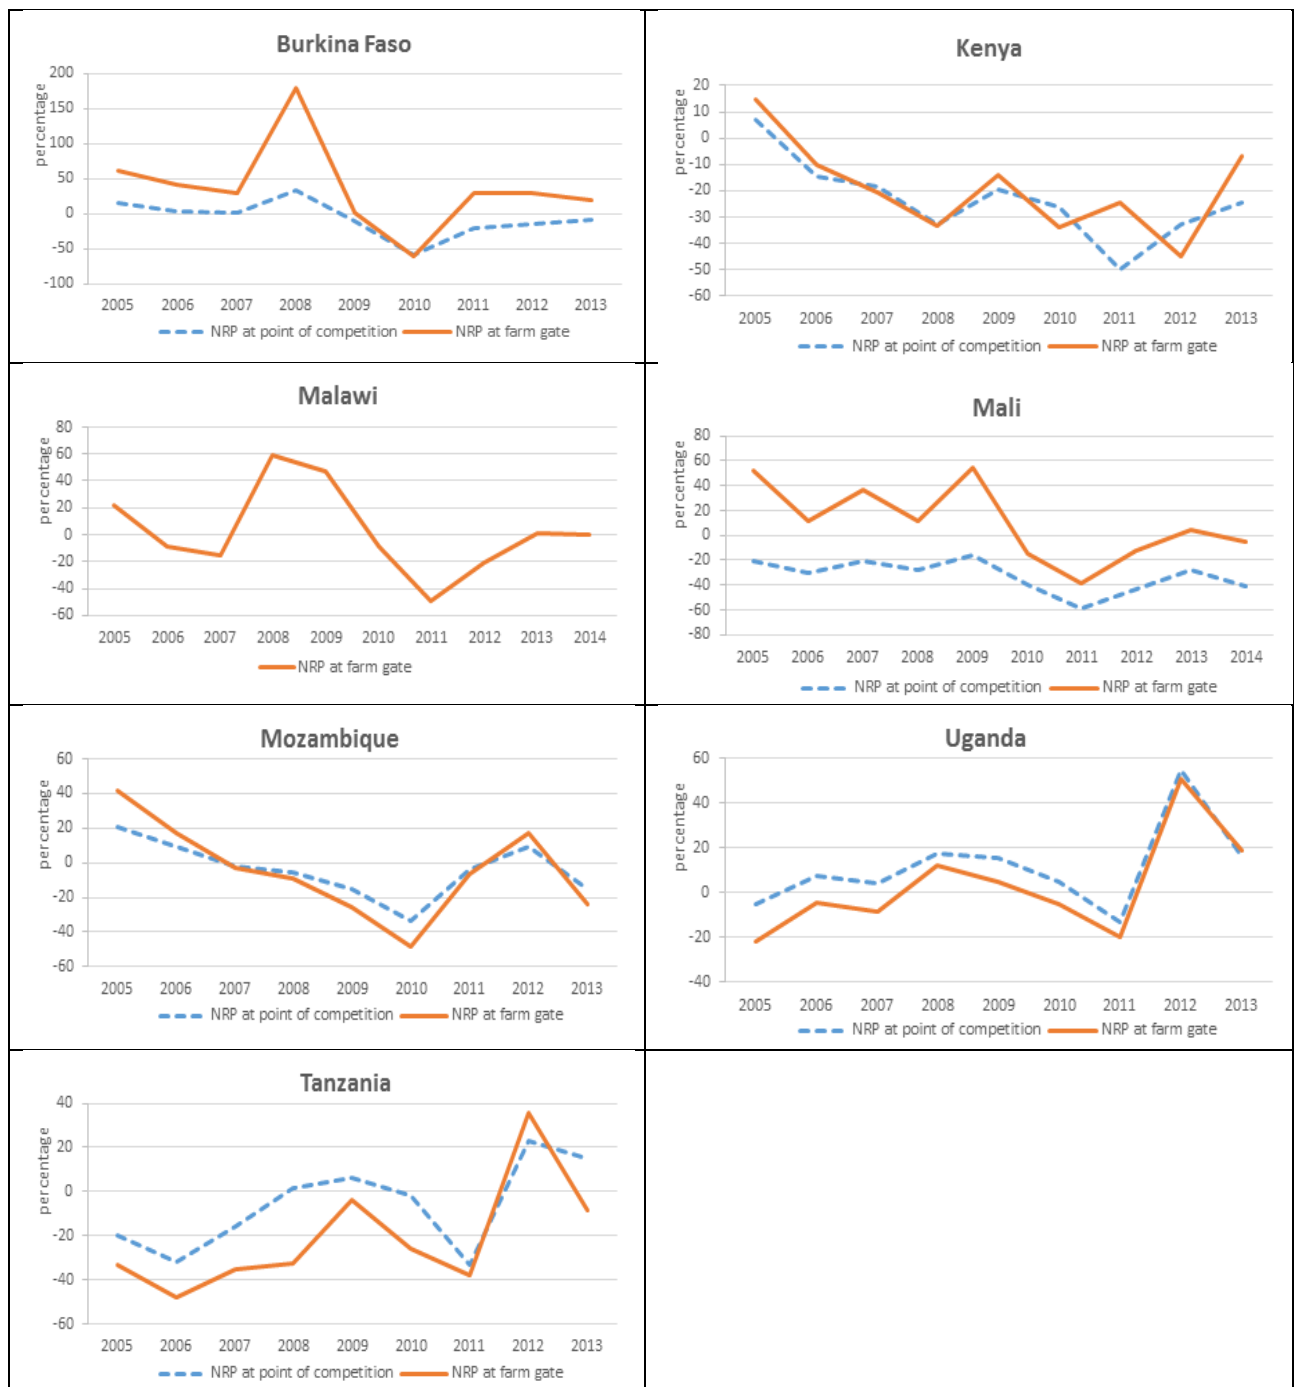 Burkina Faso
percentage
200
150
100
50
0
-50
-100
2005 2006 2007 2008 2009 2010 2011 2012 2013
NRP at point of competition NRP at farm gate
Kenya
percentage
20
10
0
-10
-20
-30
-40
-50
-60
2005 2006 2007 2008 2009 2010 2011 2012 2013
NRP at point of competition NRP at farm gate
Malawi
percentage
80
60
40
20
0
-20
-40
-60
2005 2006 2007 2008 2009 2010 2011 2012 2013 2014
NRP at farm gate
Mali
percentage
80
60
40
20
0
-20
-40
-60
-80
2005 2006 2007 2008 2009 2010 2011 2012 2013 2014
NRP at point of competition NRP at farm gate
Mozambique
percentage
60
40
20
0
-20
-40
-60
2005 2006 2007 2008 2009 2010 2011 2012 2013
NRP at point of competition NRP at farm gate
Uganda
percentage
60
40
20
0
-20
-40
2005 2006 2007 2008 2009 2010 2011 2012 2013
NRP at point of competition NRP at farm gate
Tanzania
percentage
40
20
0
-20
-40
-60
2005 2006 2007 2008 2009 2010 2011 2012 2013
NRP at point of competition NRP at farm gate